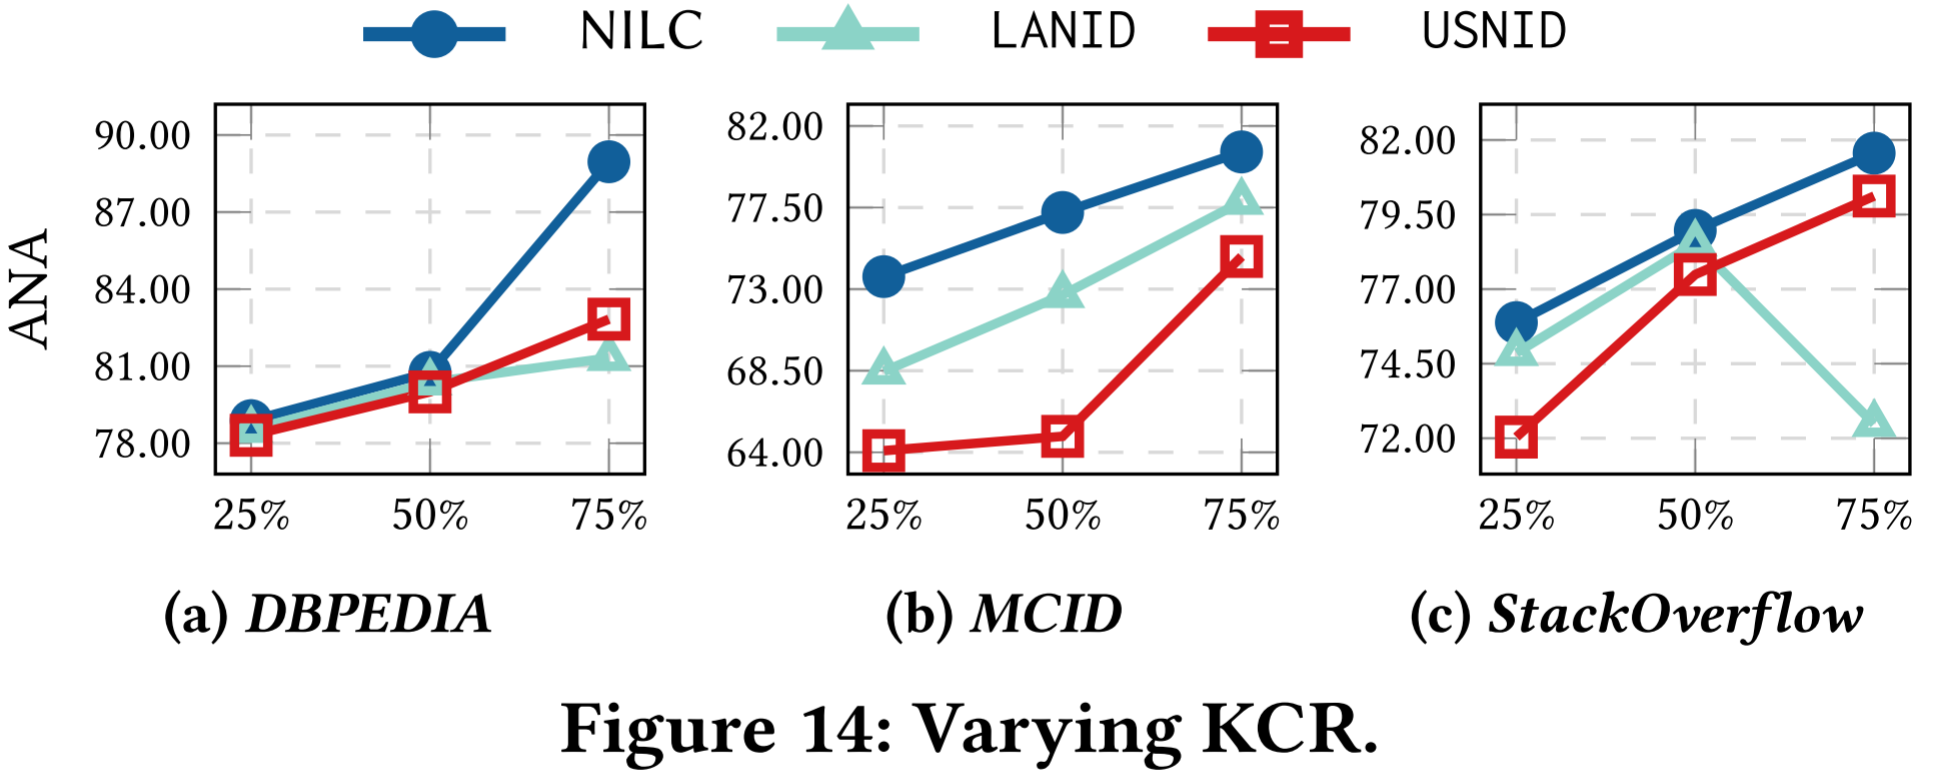 NILC LANID USNID
ANA
90.00
87.00
84.00
81.00
78.00
25% 50% 75%
(a) DBPEDIA
82.00
77.50
73.00
68.50
64.00
25% 50% 75%
(b) MCID
82.00
79.50
77.00
74.50
72.00
25% 50% 75%
(c) StackOverflow
Figure 14: Varying KCR.